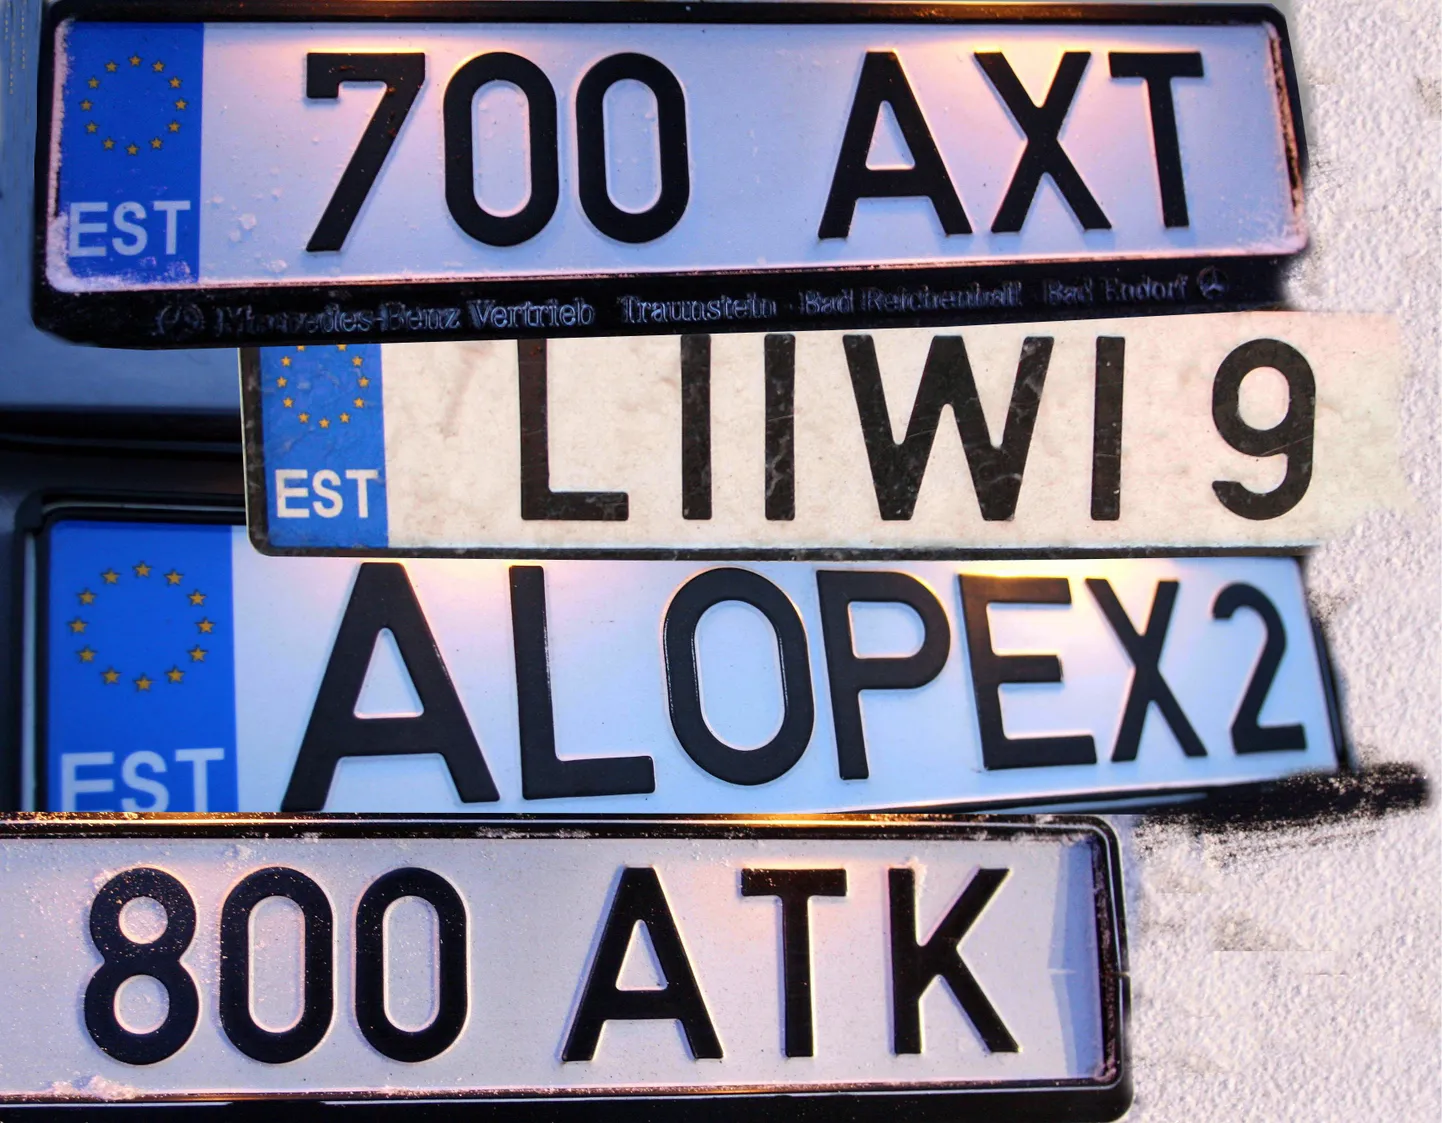 EST 700 AXT
Mercedes-Benz Vertrieb Traunstein Bad Reichenhall Bad Endorf
EST LIIWI 9
EST ALOPEX2
800 ATK